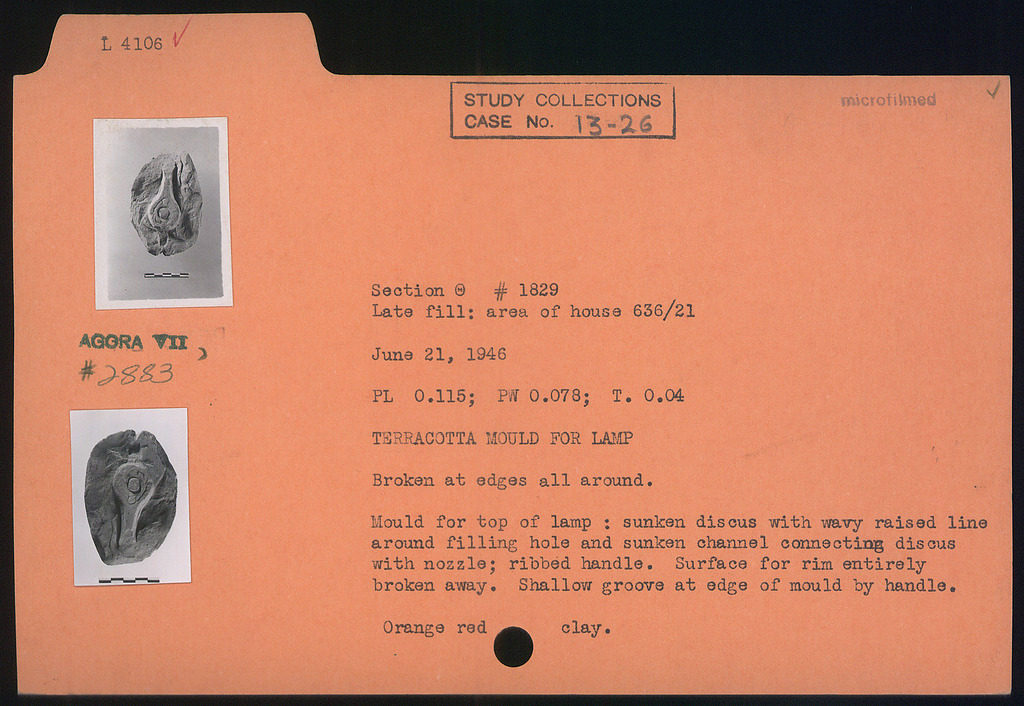 L 4106 ✓
STUDY COLLECTIONS
CASE No. 13-26
microfilmed ✓
AGORA VII,
#2883
Section Θ # 1829
Late fill: area of house 636/21
June 21, 1946
PL 0.115; PW 0.078; T. 0.04
TERRACOTTA MOULD FOR LAMP
Broken at edges all around.
Mould for top of lamp : sunken discus with wavy raised line
around filling hole and sunken channel connecting discus
with nozzle; ribbed handle. Surface for rim entirely
broken away. Shallow groove at edge of mould by handle.
Orange red clay.